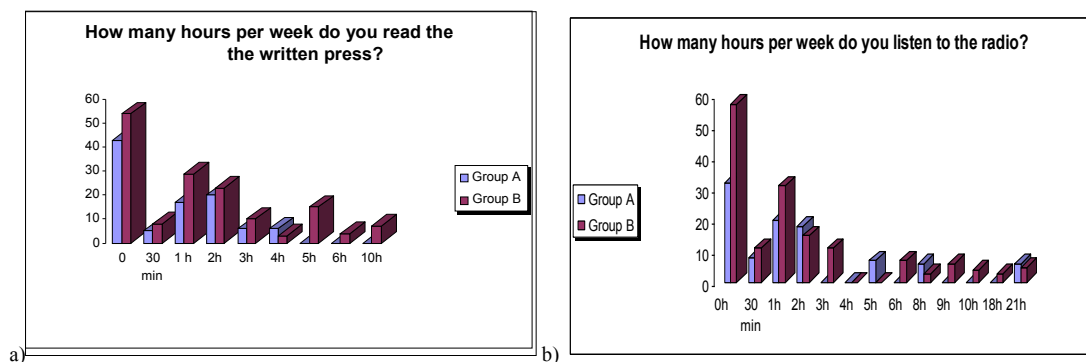 How many hours per week do you read the
the written press?
60
50
40
30
20
10
0
0 30 1 h 2h 3h 4h 5h 6h 10h
min
Group A
Group B
a)
How many hours per week do you listen to the radio?
60
50
40
30
20
10
0
0h 30 1h 2h 3h 4h 5h 6h 8h 9h 10h 18h 21h
min
Group A
Group B
b)